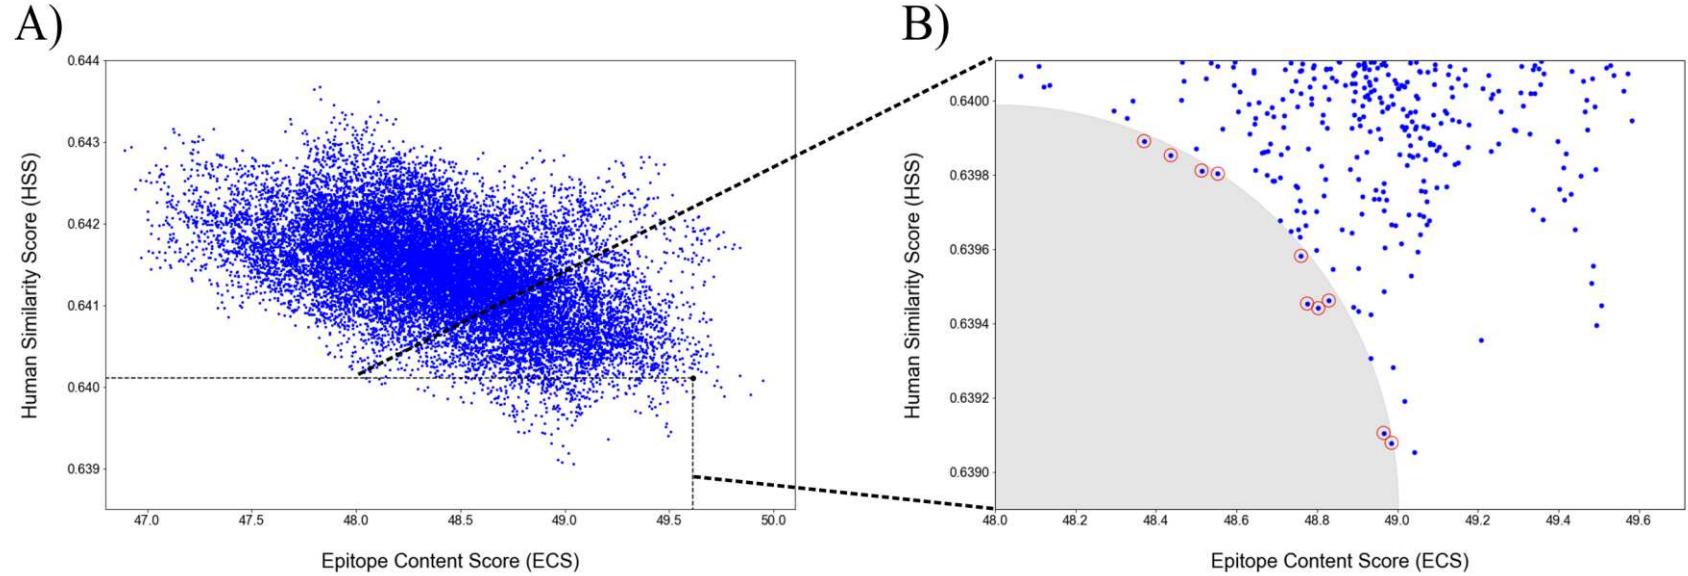 A)
B)
Human Similarity Score (HSS)
0.644
0.643
0.642
0.641
0.640
0.639
47.0 47.5 48.0 48.5 49.0 49.5 50.0
Epitope Content Score (ECS)
Human Similarity Score (HSS)
0.6400
0.6398
0.6396
0.6394
0.6392
0.6390
48.0 48.2 48.4 48.6 48.8 49.0 49.2 49.4 49.6
Epitope Content Score (ECS)